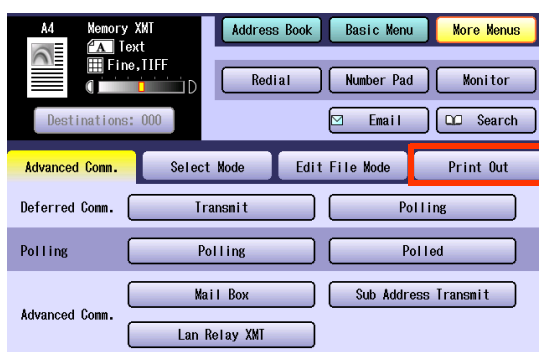 A4 Memory XMT Address Book Basic Menu More Menus
A Text
Fine,TIFF
Redial Number Pad Monitor
D
Destinations: 000 Email Search
Advanced Comm. Select Mode Edit File Mode Print Out
Deferred Comm. Transmit Polling
Polling Polling Polled
Mail Box Sub Address Transmit
Advanced Comm.
Lan Relay XMT